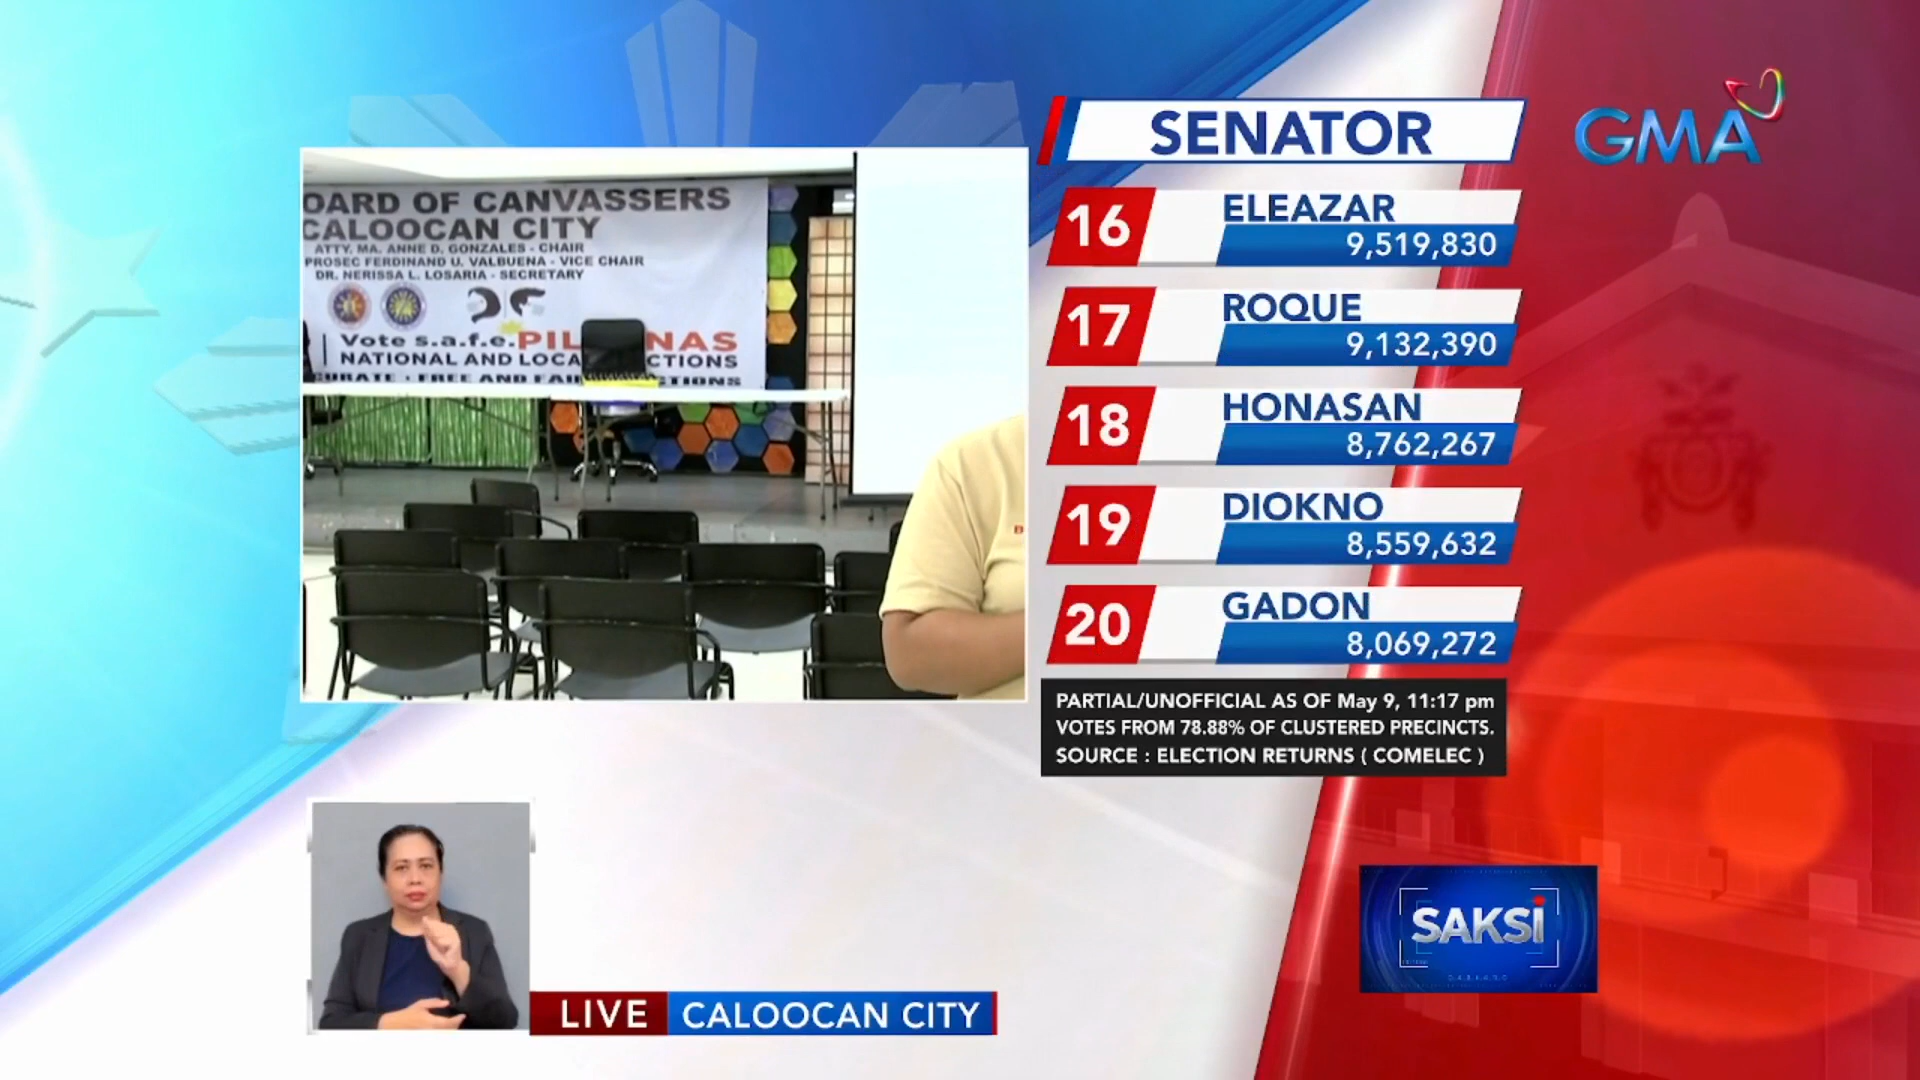 OARD OF CANVASSERS
CALOOCAN CITY
ATTY. MA. ANNE D. GONZALES - CHAIR
PROSEC FERDINAND U. VALBUENA - VICE CHAIR
DR. NERISSA L. LOSARIA - SECRETARY
Vote s.a.f.e. PIL NAS
NATIONAL AND LOCA CTIONS
FREE AND FAI CTIONS
SENATOR
GMA
16 ELEAZAR
9,519,830
17 ROQUE
9,132,390
18 HONASAN
8,762,267
19 DIOKNO
8,559,632
20 GADON
8,069,272
PARTIAL/UNOFFICIAL AS OF May 9, 11:17 pm
VOTES FROM 78.88% OF CLUSTERED PRECINCTS.
SOURCE : ELECTION RETURNS ( COMELEC )
SAKSI
LIVE CALOOCAN CITY